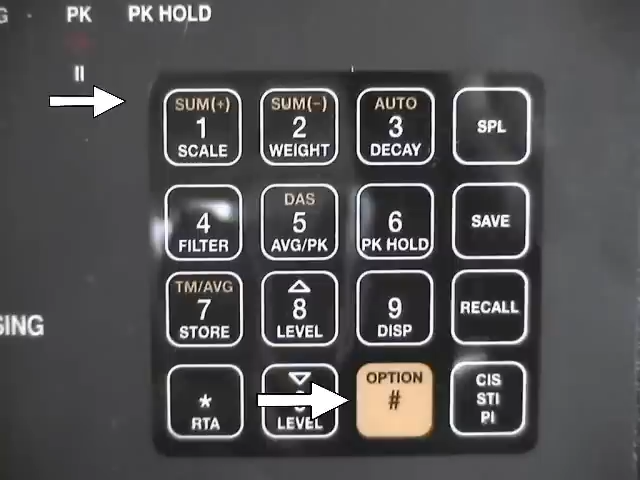 PK PK HOLD
II
SUM(+) SUM(-) AUTO
1 2 3 SPL
SCALE WEIGHT DECAY
DAS
4 5 6 SAVE
FILTER AVG/PK PK HOLD
TM/AVG
7 8 9 RECALL
STORE LEVEL DISP
OPTION CIS
* # STI
RTA LEVEL PI